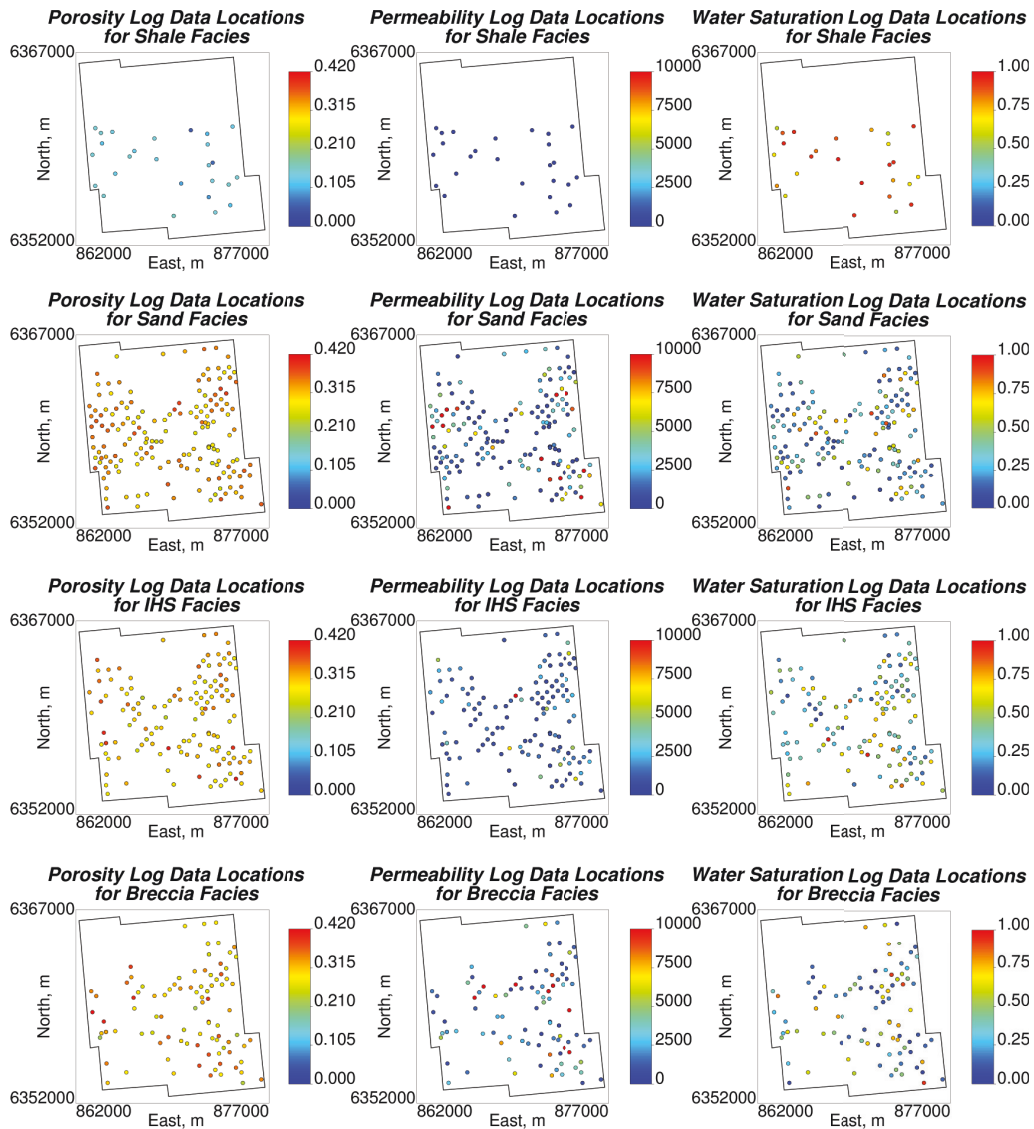 Porosity Log Data Locations
for Shale Facies
6367000
North, m
6352000
862000
877000
East, m
0.420
0.315
0.210
0.105
0.000
Permeability Log Data Locations
for Shale Facies
6367000
North, m
6352000
862000
877000
East, m
10000
7500
5000
2500
0
Water Saturation Log Data Locations
for Shale Facies
6367000
North, m
6352000
862000
877000
East, m
1.00
0.75
0.50
0.25
0.00
Porosity Log Data Locations
for Sand Facies
6367000
North, m
6352000
862000
877000
East, m
0.420
0.315
0.210
0.105
0.000
Permeability Log Data Locations
for Sand Facies
6367000
North, m
6352000
862000
877000
East, m
10000
7500
5000
2500
0
Water Saturation Log Data Locations
for Sand Facies
6367000
North, m
6352000
862000
877000
East, m
1.00
0.75
0.50
0.25
0.00
Porosity Log Data Locations
for IHS Facies
6367000
North, m
6352000
862000
877000
East, m
0.420
0.315
0.210
0.105
0.000
Permeability Log Data Locations
for IHS Facies
6367000
North, m
6352000
862000
877000
East, m
10000
7500
5000
2500
0
Water Saturation Log Data Locations
for IHS Facies
6367000
North, m
6352000
862000
877000
East, m
1.00
0.75
0.50
0.25
0.00
Porosity Log Data Locations
for Breccia Facies
6367000
North, m
6352000
862000
877000
East, m
0.420
0.315
0.210
0.105
0.000
Permeability Log Data Locations
for Breccia Facies
6367000
North, m
6352000
862000
877000
East, m
10000
7500
5000
2500
0
Water Saturation Log Data Locations
for Breccia Facies
6367000
North, m
6352000
862000
877000
East, m
1.00
0.75
0.50
0.25
0.00